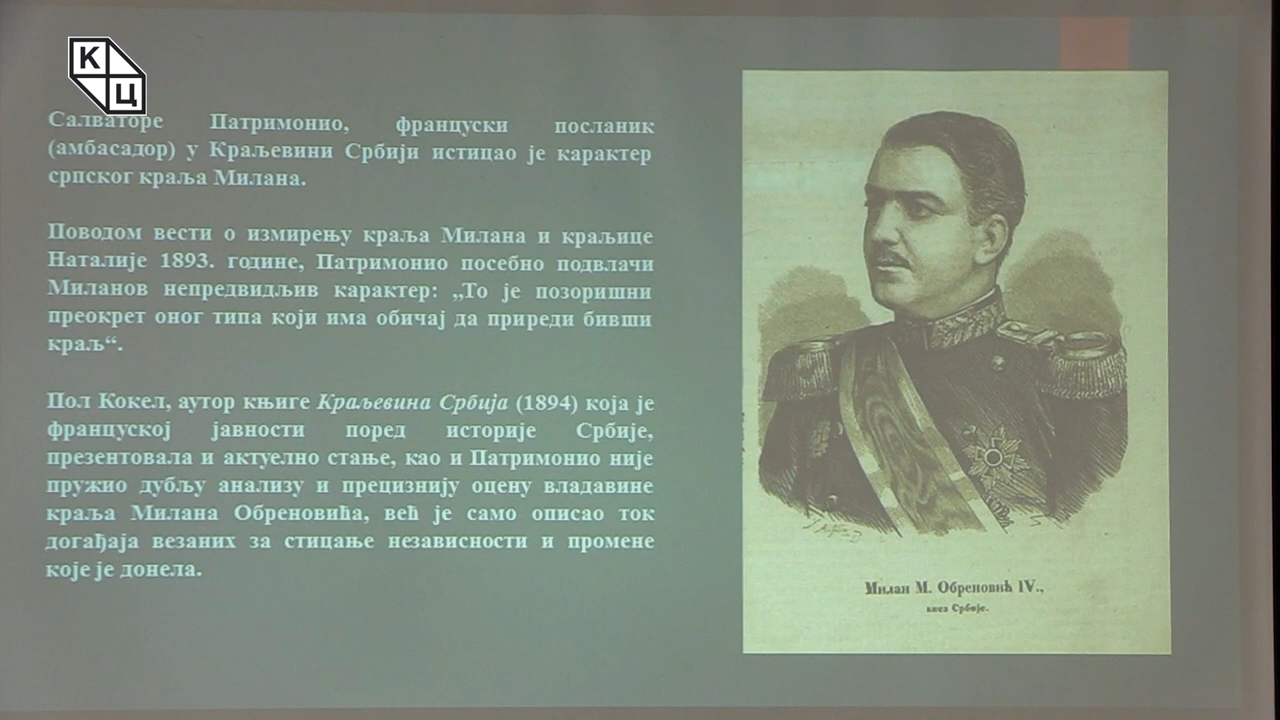 К
Ц
Салваторе Патримонио, француски посланик
(амбасадор) у Краљевини Србији истицао је карактер
српског краља Милана.
Поводом вести о измирењу краља Милана и краљице
Наталије 1893. године, Патримонио посебно подвлачи
Миланов непредвидљив карактер: „То је позоришни
преокрет оног типа који има обичај да приреди бивши
краљ“.
Пол Кокел, аутор књиге Краљевина Србија (1894) која је
француској јавности поред историје Србије,
презентовала и актуелно стање, као и Патримонио није
пружио дубљу анализу и прецизнију оцену владавине
краља Милана Обреновића, већ је само описао ток
догађаја везаних за стицање независности и промене
које је донела.
Милан М. Обреновић IV.,
кнез Србије.